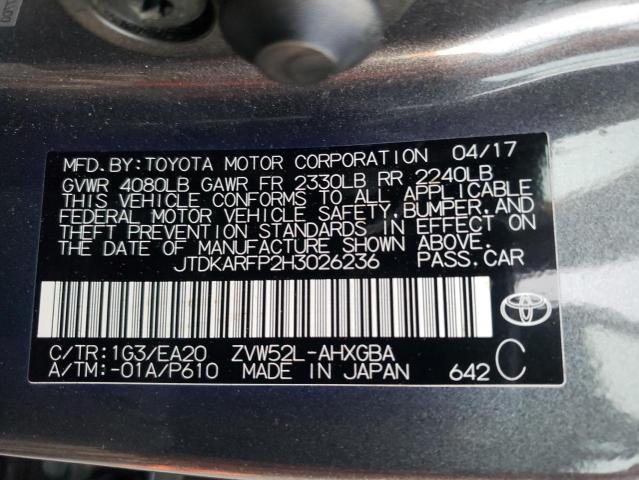 MFD.BY:TOYOTA MOTOR CORPORATION 04/17
GVWR 4080LB GAWR FR 2330LB RR 2240LB
THIS VEHICLE CONFORMS TO ALL APPLICABLE
FEDERAL MOTOR VEHICLE SAFETY,BUMPER,AND
THEFT PREVENTION STANDARDS IN EFFECT ON
THE DATE OF MANUFACTURE SHOWN ABOVE.
JTDKARFP2H3026236 PASS.CAR
C/TR:1G3/EA20 ZVW52L-AHXGBA
A/TM:-01A/P610 MADE IN JAPAN 642 C